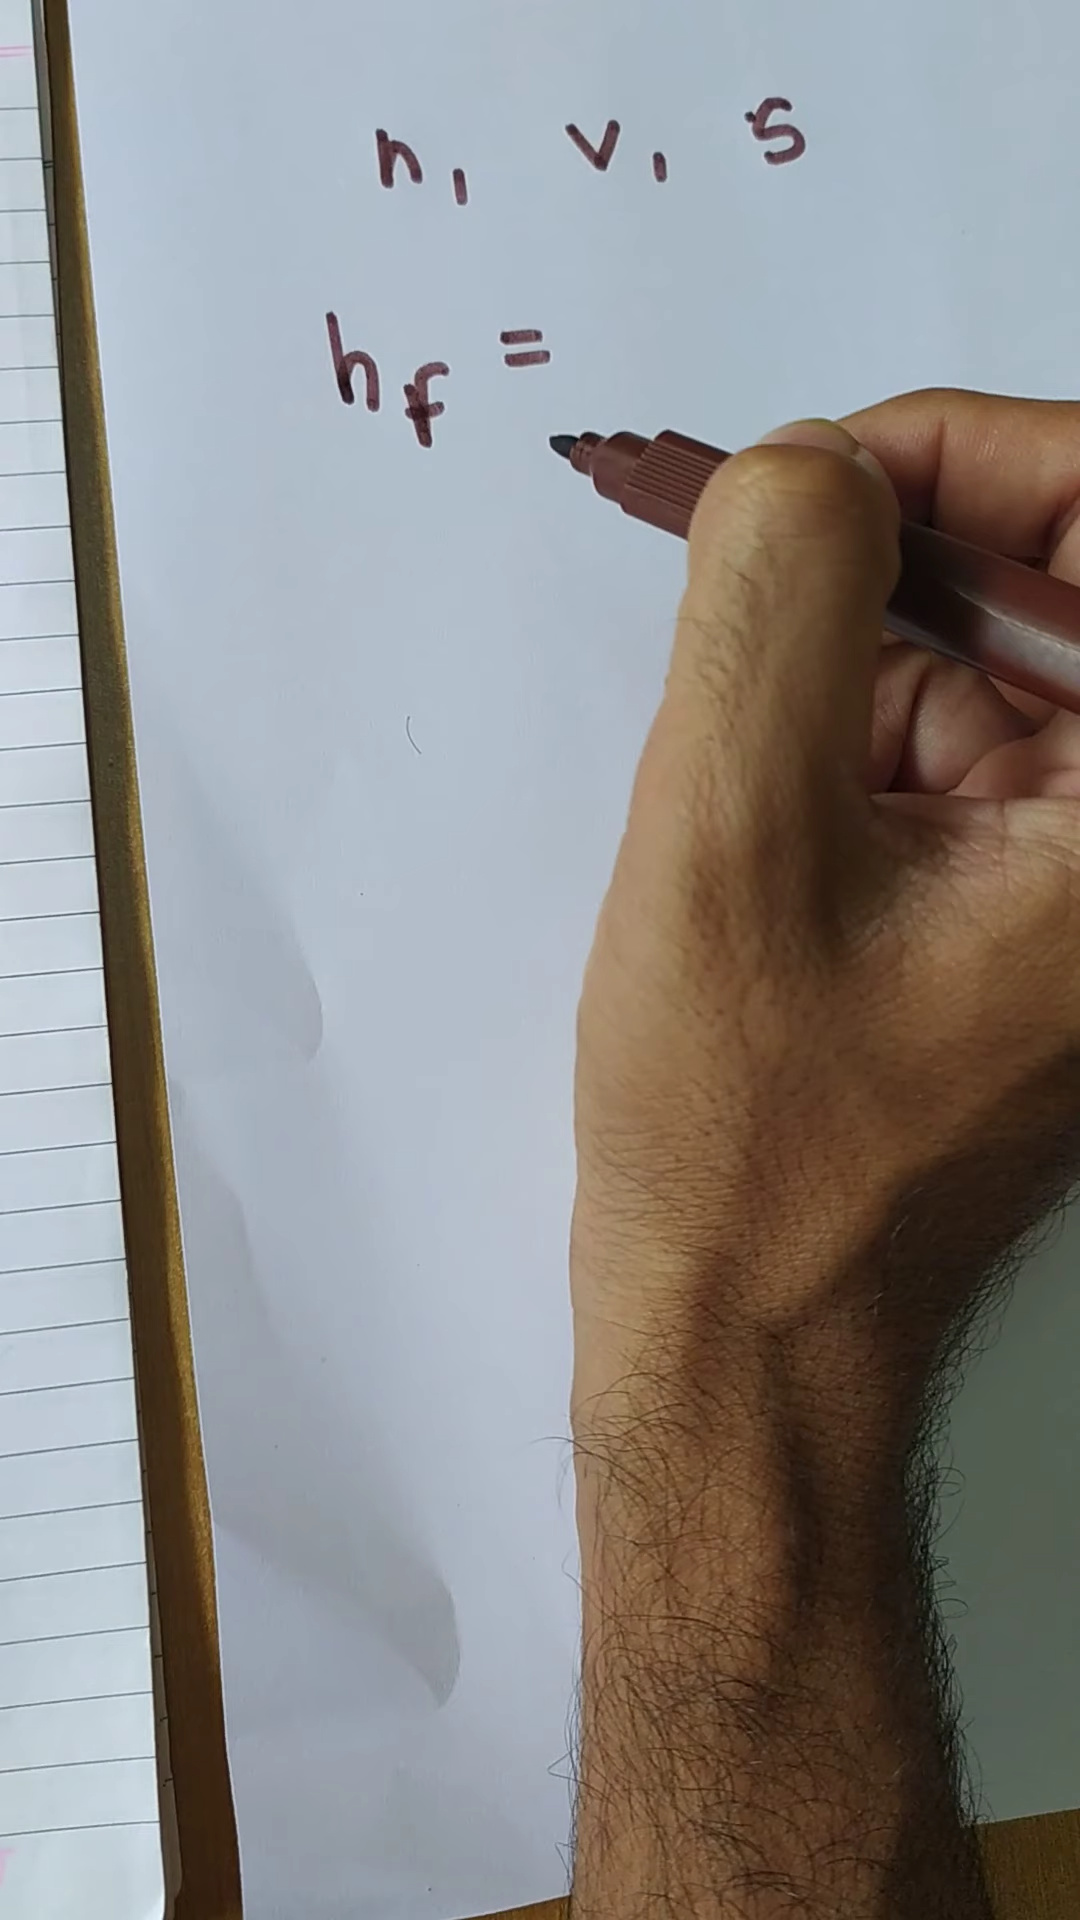 h, v, s
hf =